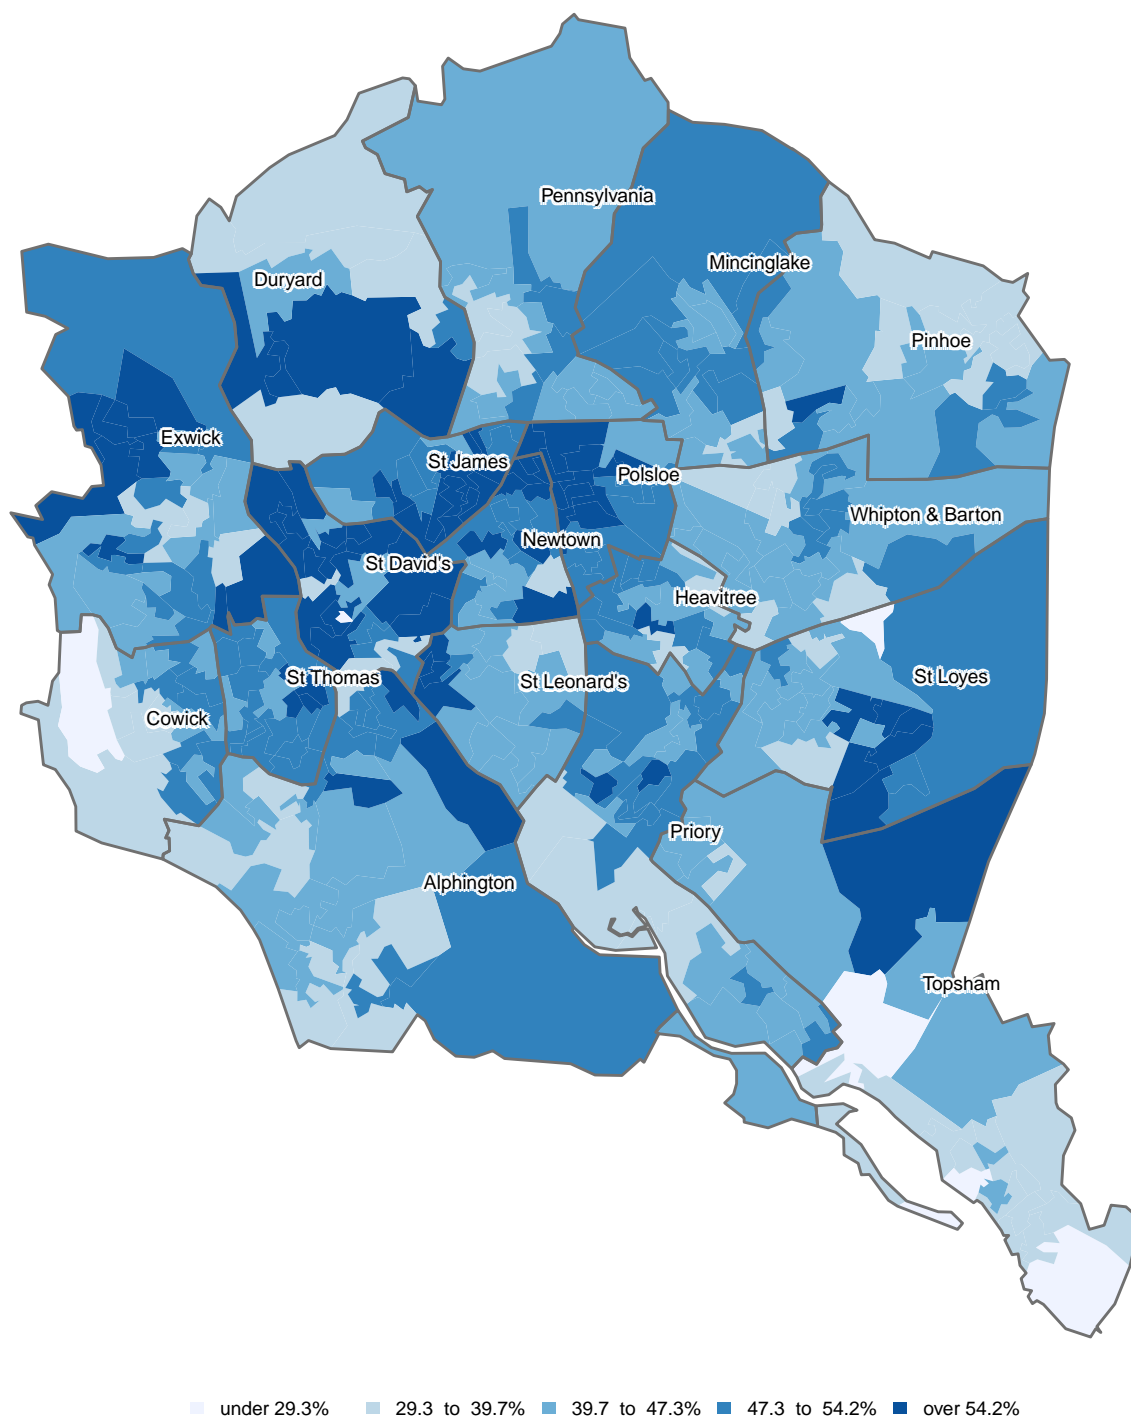 Pennsylvania
Mincinglake
Duryard
Pinhoe
Exwick
St James
Polsloe
Whipton & Barton
Newtown
St David's
Heavitree
St Loyes
St Thomas
St Leonard's
Cowick
Priory
Alphington
Topsham
under 29.3% 29.3 to 39.7% 39.7 to 47.3% 47.3 to 54.2% over 54.2%